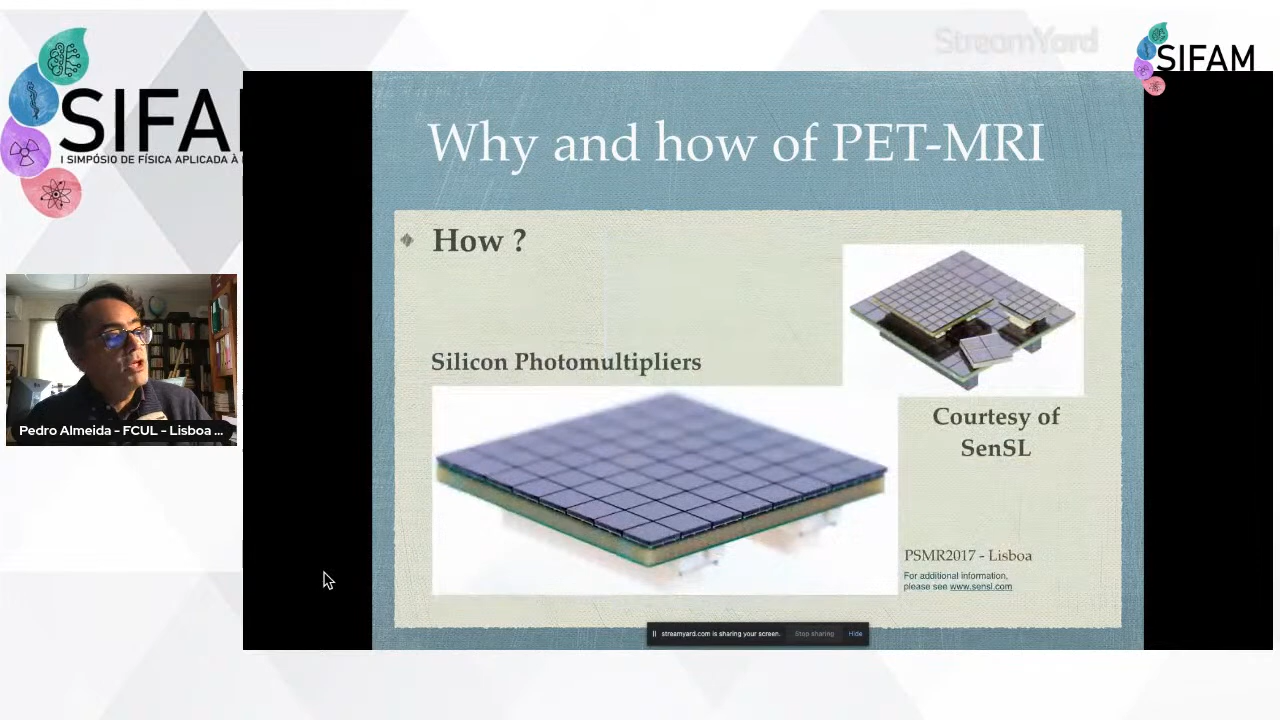 StreamYard
SIFAM
SIFA
I SIMPÓSIO DE FÍSICA APLICADA À
Why and how of PET-MRI
How ?
Silicon Photomultipliers
Courtesy of
SenSL
PSMR2017 - Lisboa
For additional information,
please see www.sensl.com
Pedro Almeida - FCUL - Lisboa ...
streamyard.com is sharing your screen.
Stop sharing
Hide